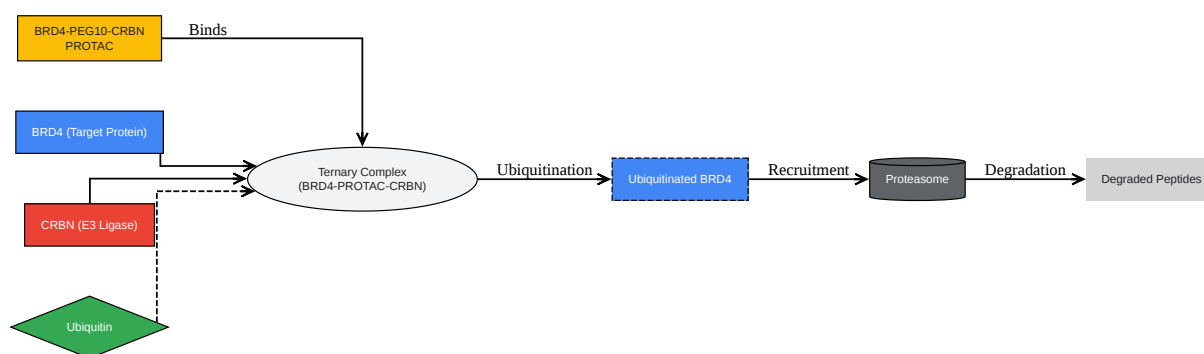 BRD4-PEG10-CRBN
PROTAC
Binds
BRD4 (Target Protein)
CRBN (E3 Ligase)
Ubiquitin
Ternary Complex
(BRD4-PROTAC-CRBN)
Ubiquitination
Ubiquitinated BRD4
Recruitment
Proteasome
Degradation
Degraded Peptides